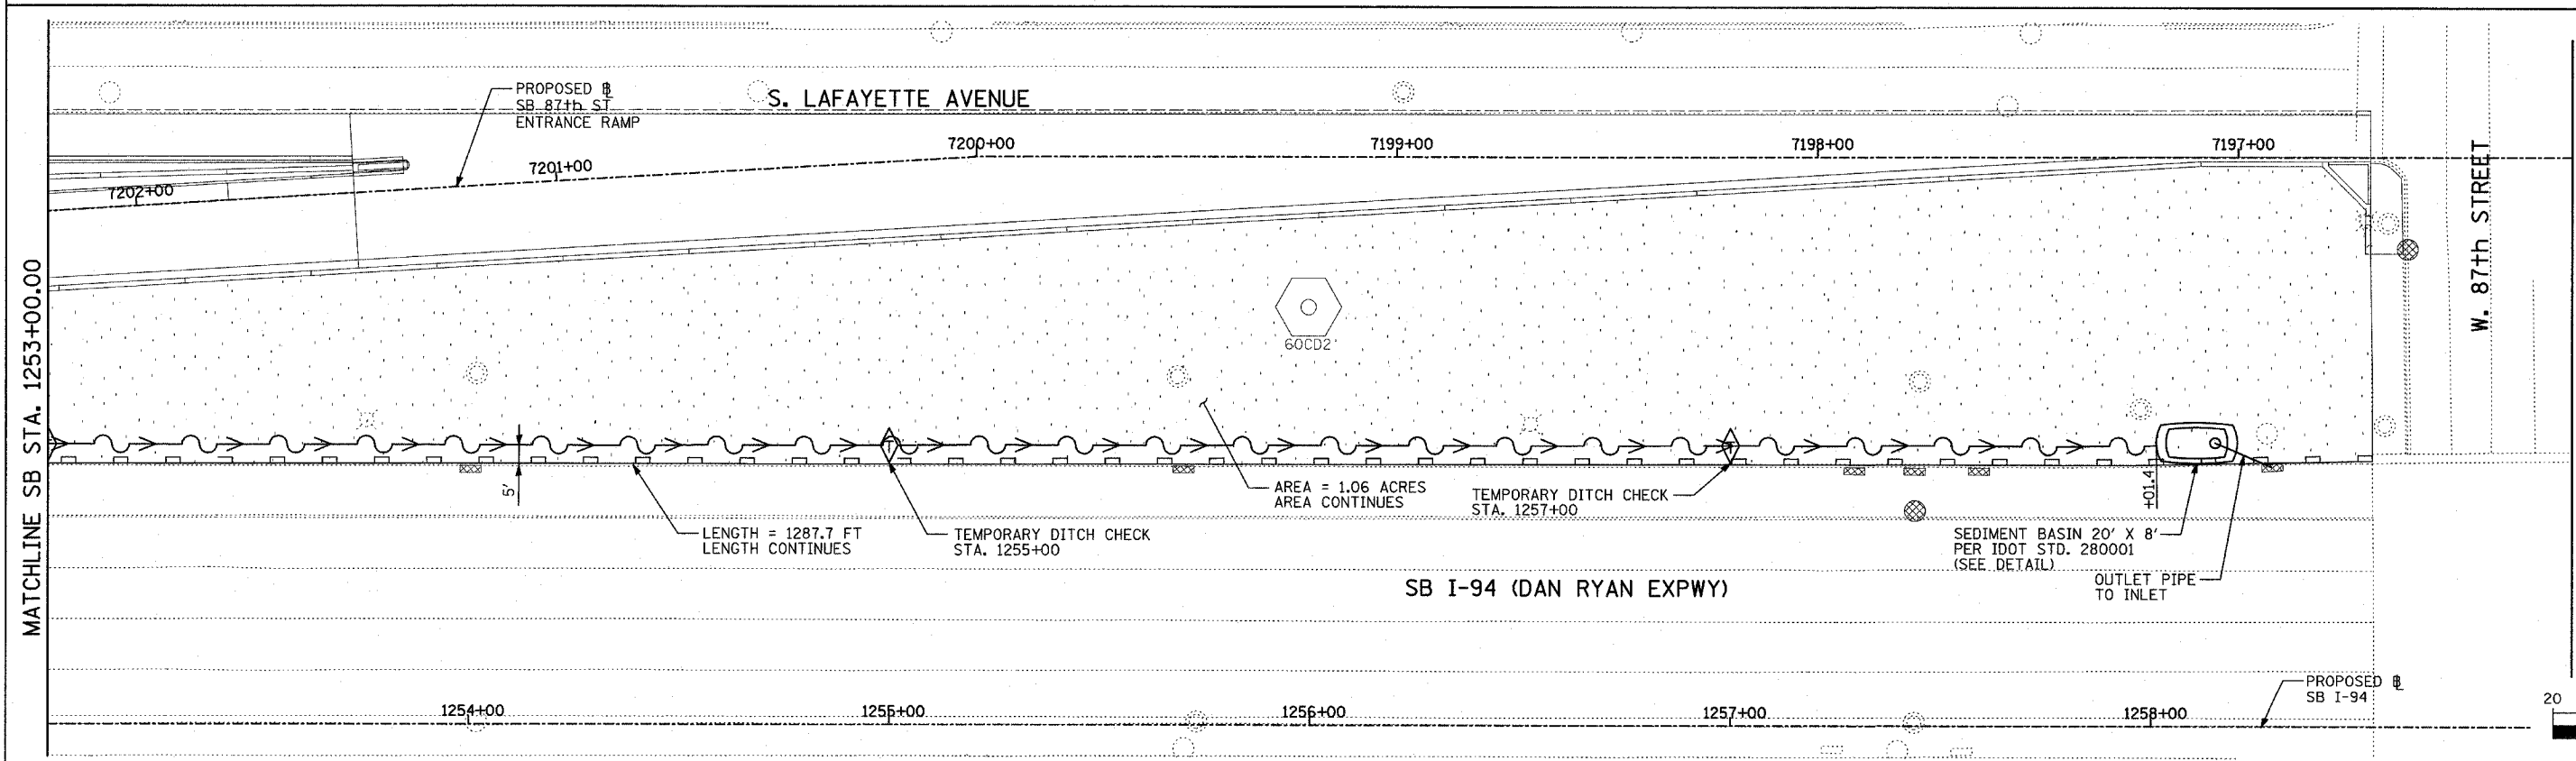 PROPOSED ℄
SB 87th ST
ENTRANCE RAMP
S. LAFAYETTE AVENUE
7202+00
7201+00
7200+00
7199+00
7198+00
7197+00
W. 87th STREET
MATCHLINE SB STA. 1253+00.00
60CD2
5'
LENGTH = 1287.7 FT
LENGTH CONTINUES
T
TEMPORARY DITCH CHECK
STA. 1255+00
AREA = 1.06 ACRES
AREA CONTINUES
T
TEMPORARY DITCH CHECK
STA. 1257+00
+01.4
SEDIMENT BASIN 20' X 8'
PER IDOT STD. 280001
(SEE DETAIL)
OUTLET PIPE
TO INLET
SB I-94 (DAN RYAN EXPWY)
1254+00
1255+00
1256+00
1257+00
1258+00
PROPOSED ℄
SB I-94
20